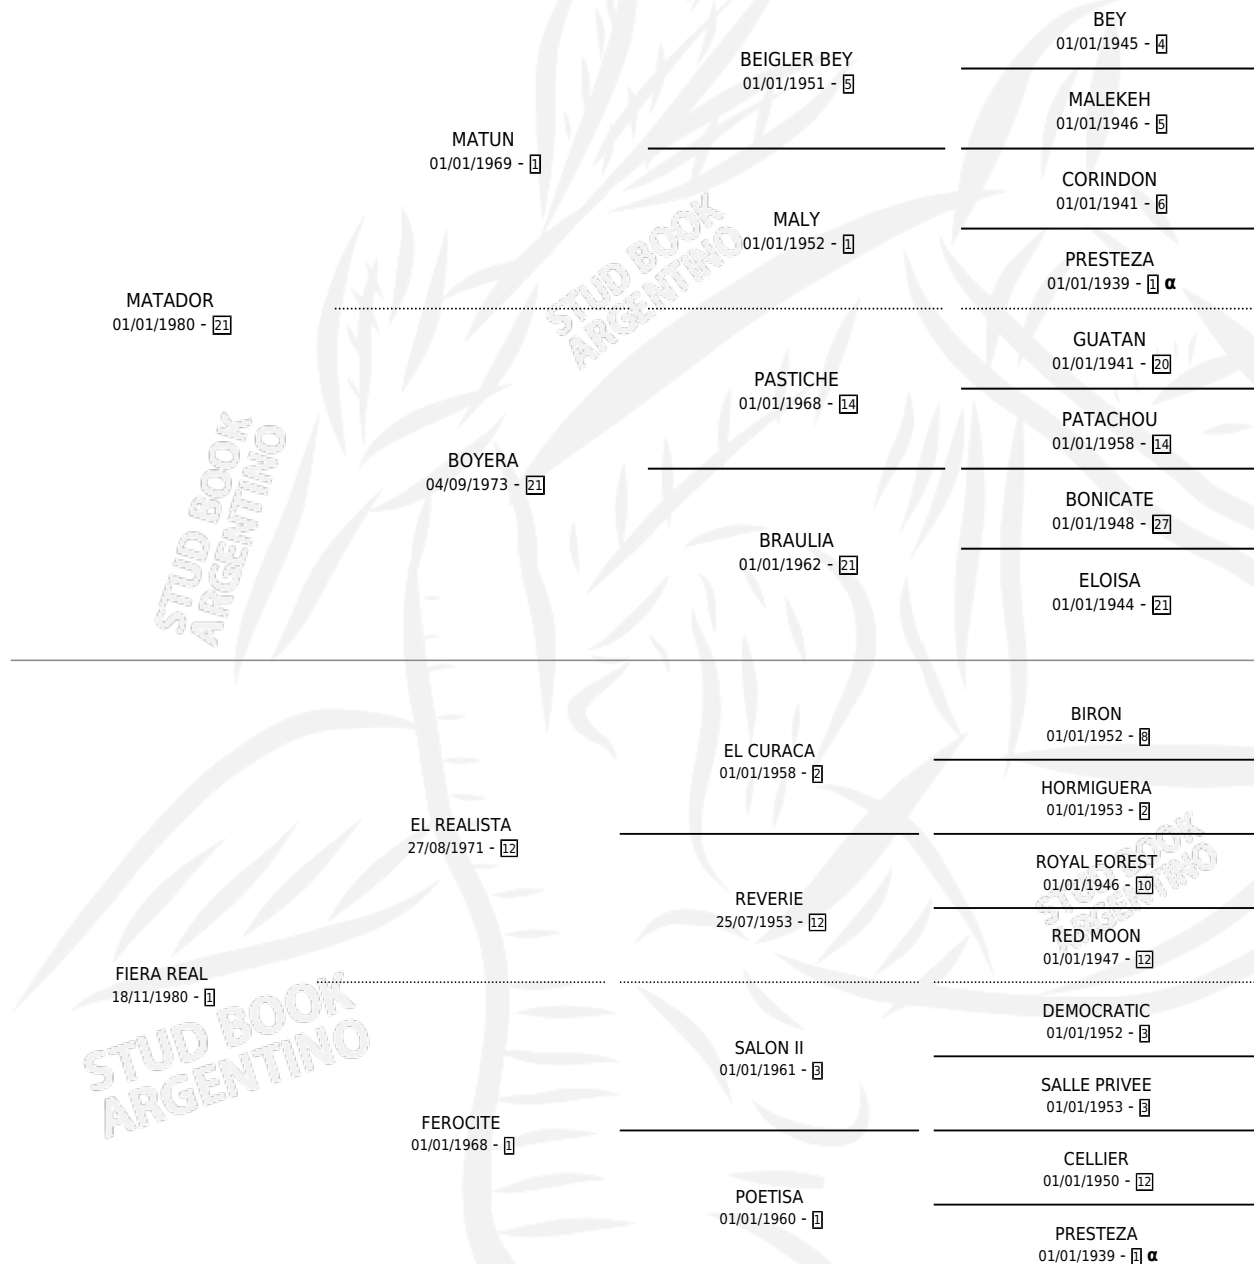 BEY
01/01/1945 - 4
BEIGLER BEY
01/01/1951 - 5
MALEKEH
01/01/1946 - 5
MATUN
01/01/1969 - 1
CORINDON
01/01/1941 - 6
MALY
01/01/1952 - 1
PRESTEZA
01/01/1939 - 1 α
MATADOR
01/01/1980 - 21
GUATAN
01/01/1941 - 20
PASTICHE
01/01/1968 - 14
PATACHOU
01/01/1958 - 14
BOYERA
04/09/1973 - 21
BONICATE
01/01/1948 - 27
BRAULIA
01/01/1962 - 21
ELOISA
01/01/1944 - 21
BIRON
01/01/1952 - 8
EL CURACA
01/01/1958 - 2
HORMIGUERA
01/01/1953 - 2
EL REALISTA
27/08/1971 - 12
ROYAL FOREST
01/01/1946 - 10
REVERIE
25/07/1953 - 12
RED MOON
01/01/1947 - 12
FIERA REAL
18/11/1980 - 1
DEMOCRATIC
01/01/1952 - 3
SALON II
01/01/1961 - 3
SALLE PRIVEE
01/01/1953 - 3
FEROCITE
01/01/1968 - 1
CELLIER
01/01/1950 - 12
POETISA
01/01/1960 - 1
PRESTEZA
01/01/1939 - 1 α
STUD BOOK
ARGENTINO
STUD BOOK
ARGENTINO
STUD BOOK
ARGENTINO
STUD BOOK
ARGENTINO